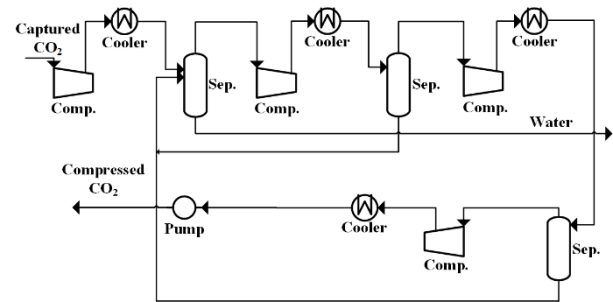 Captured
CO2
Cooler
Cooler
Cooler
Comp.
Sep.
Comp.
Sep.
Comp.
Water
Compressed
CO2
Pump
Cooler
Comp.
Sep.